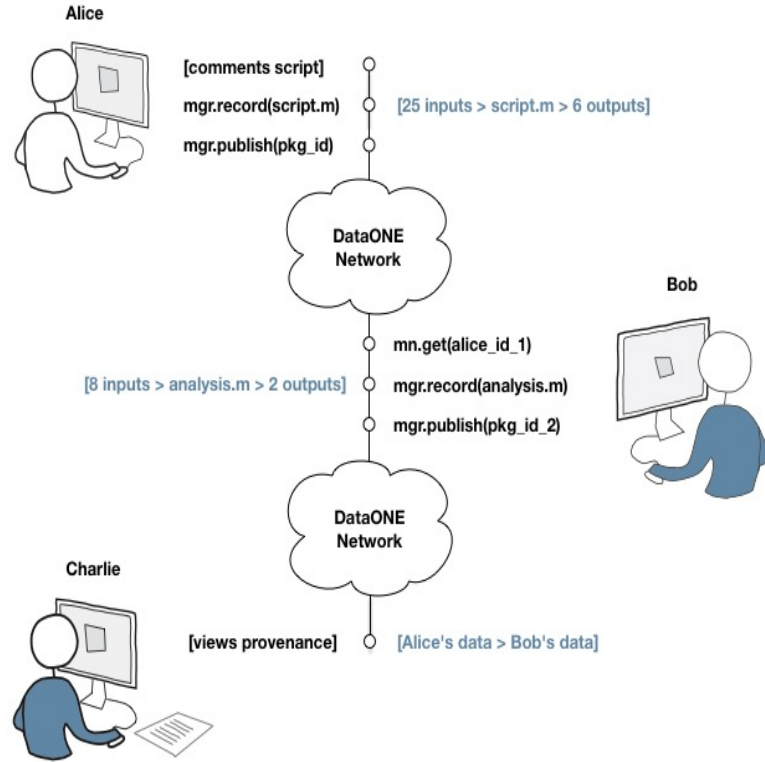 Alice
[comments script]
mgr.record(script.m)
[25 inputs > script.m > 6 outputs]
mgr.publish(pkg_id)
DataONE
Network
Bob
mn.get(alice_id_1)
[8 inputs > analysis.m > 2 outputs]
mgr.record(analysis.m)
mgr.publish(pkg_id_2)
DataONE
Network
Charlie
[views provenance]
[Alice's data > Bob's data]